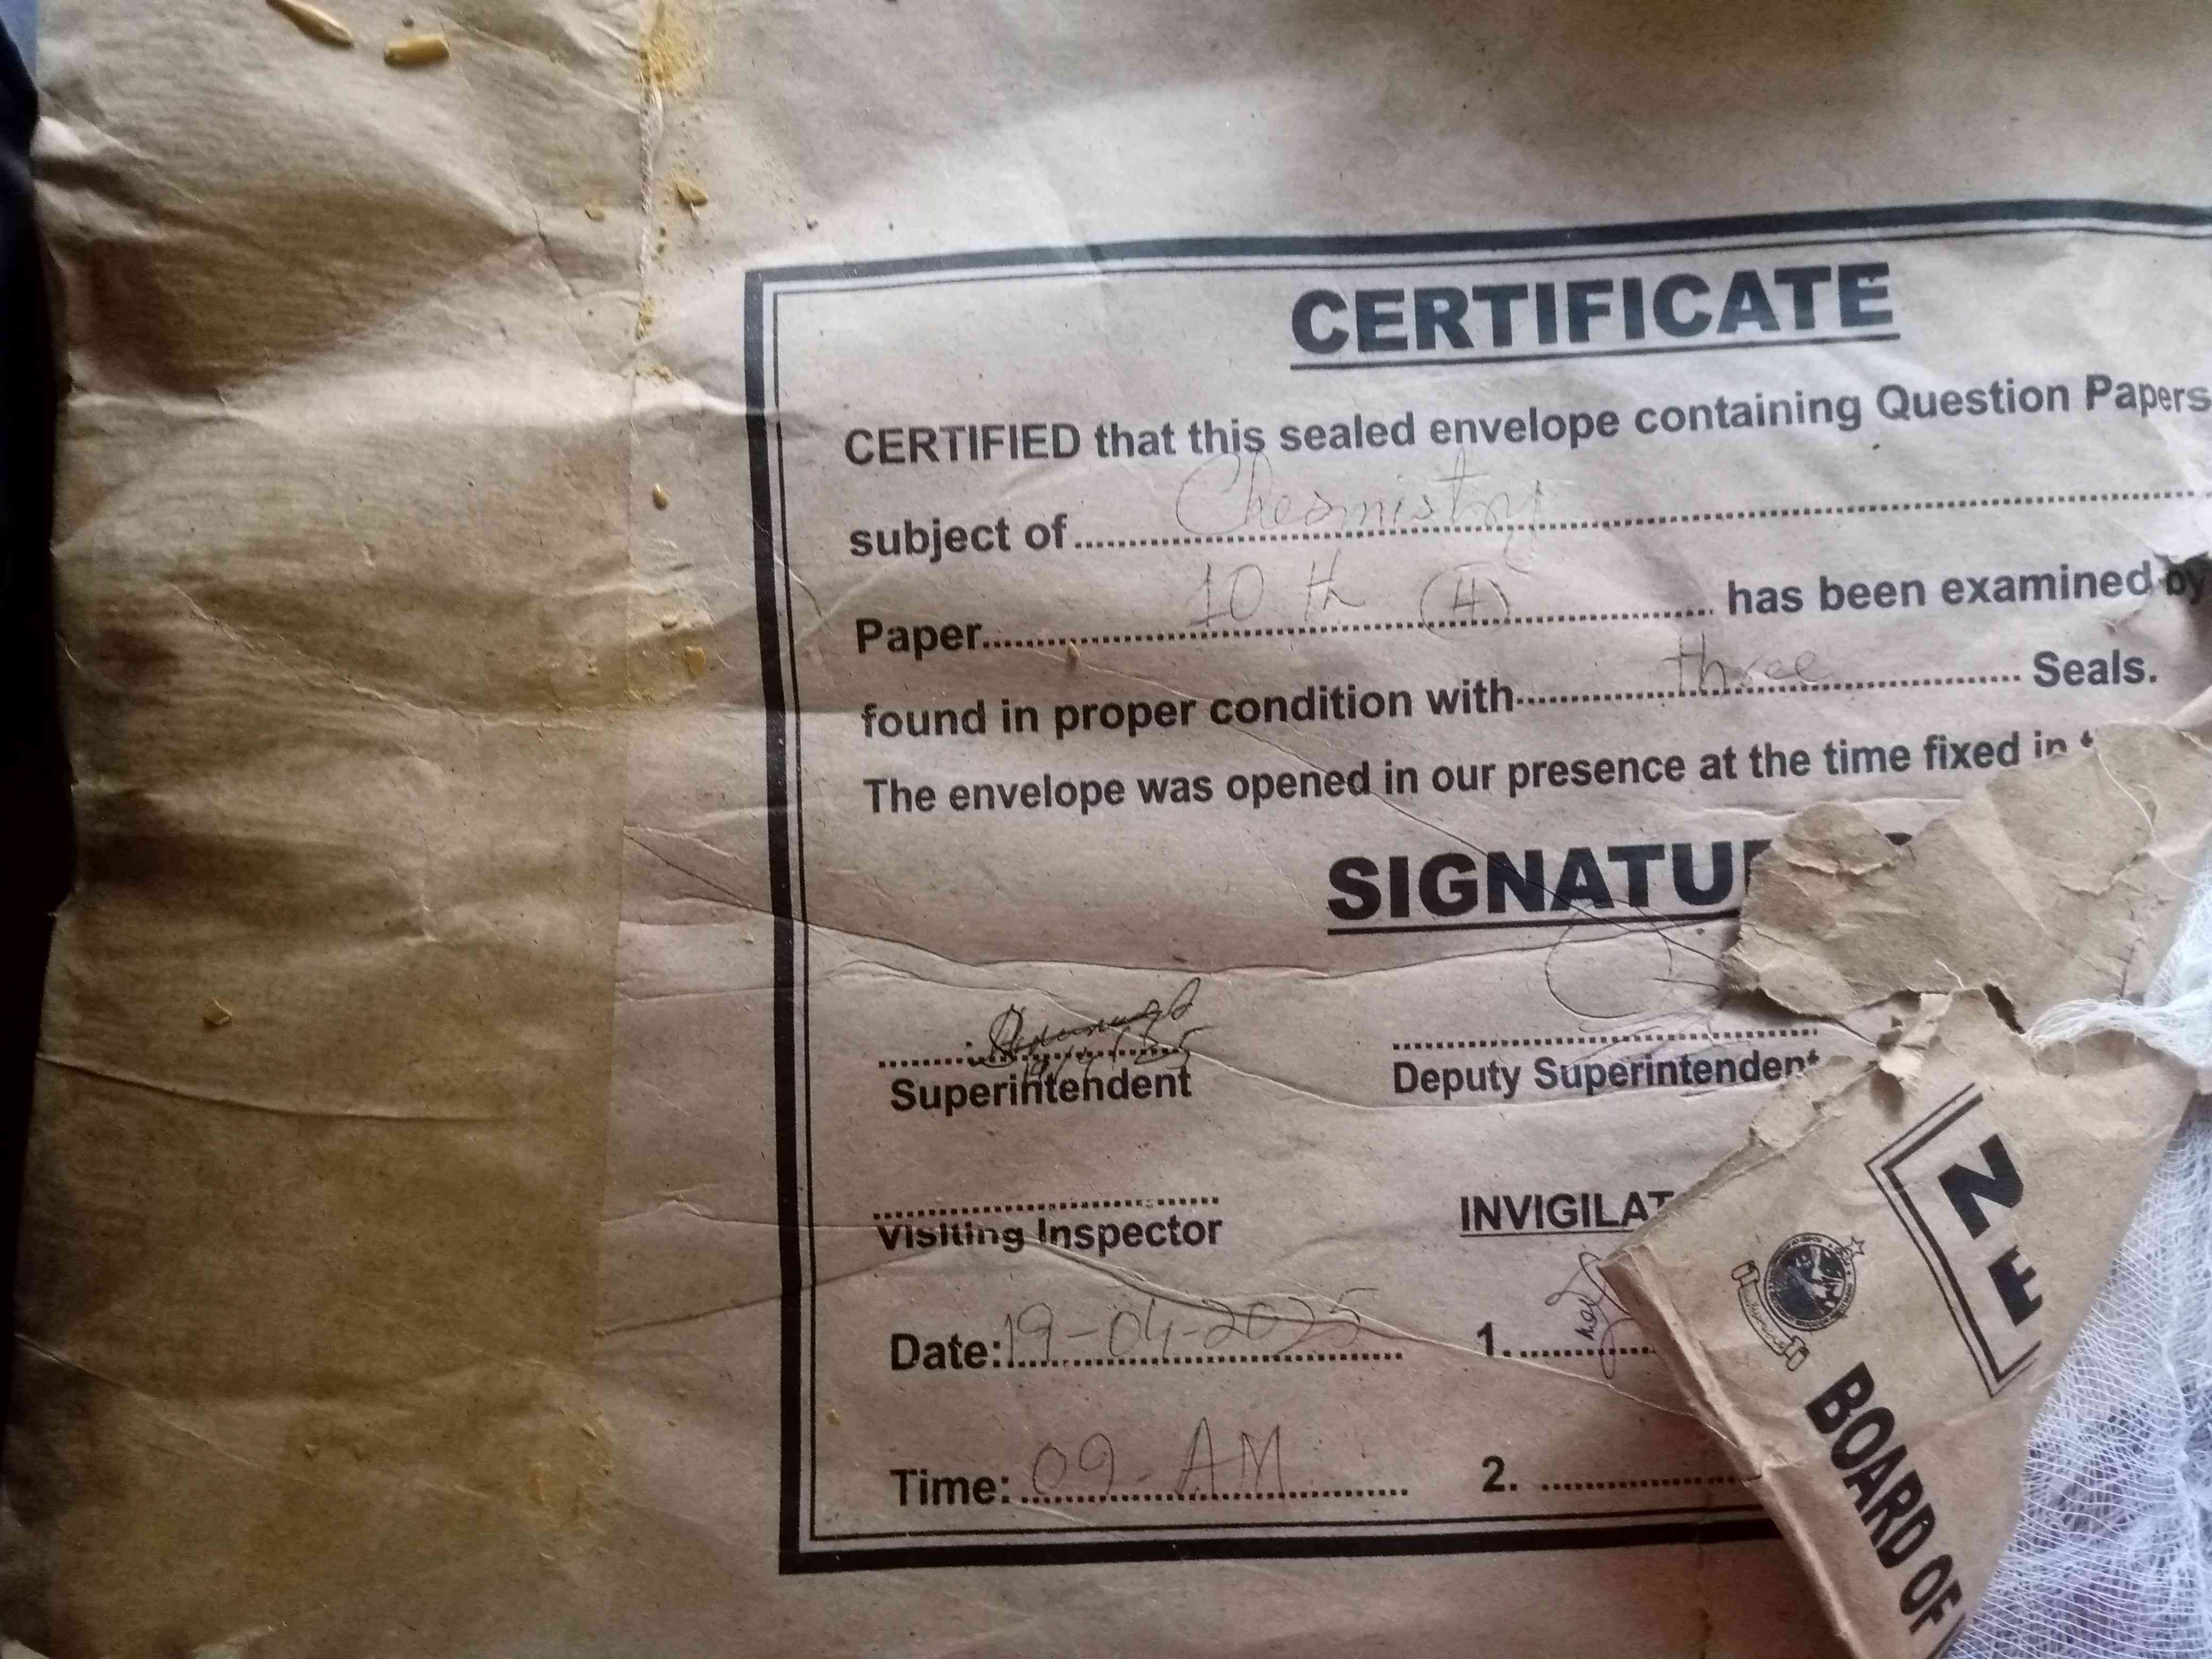 CERTIFICATE
CERTIFIED that this sealed envelope containing Question Papers
subject of Chemistry
Paper 10 th (II) has been examined by
found in proper condition with three Seals.
The envelope was opened in our presence at the time fixed in
SIGNATU
Superintendent
Deputy Superintendent
Visiting Inspector
INVIGILAT
Date: 19-04-2025
1.
Time: 09-AM
2.
N
E
BOARD OF